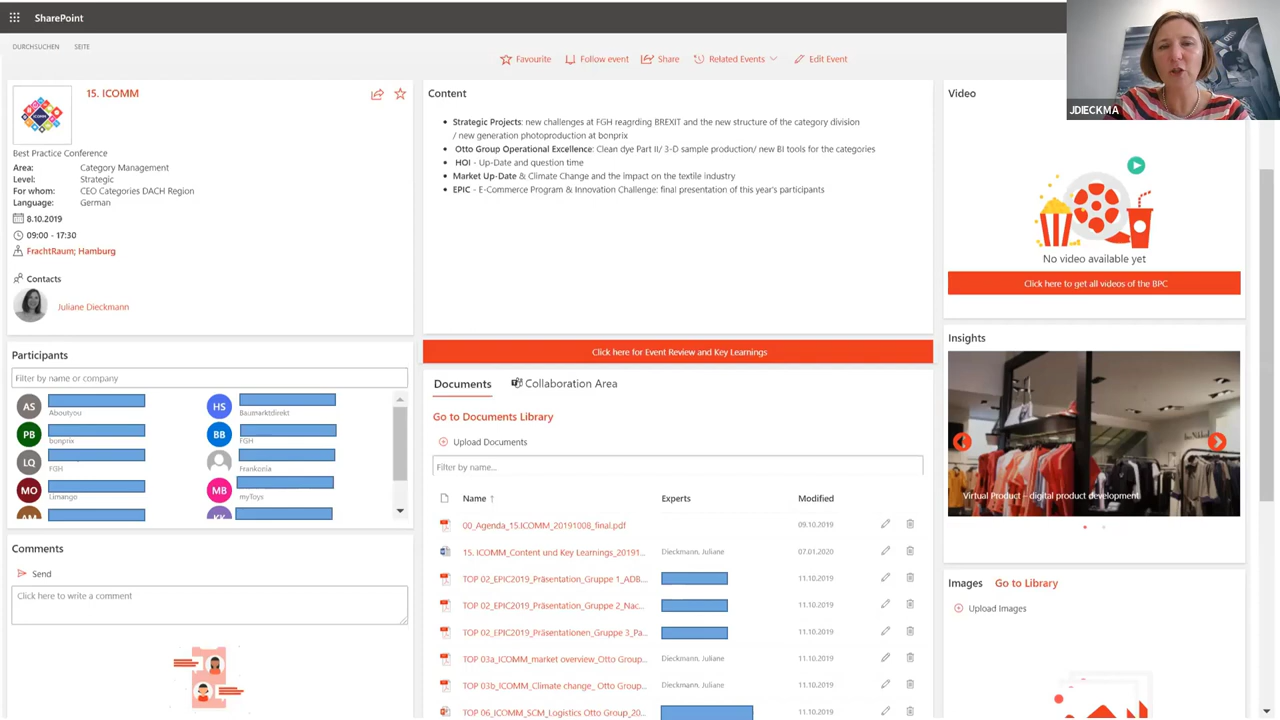 SharePoint
DURCHSUCHEN SEITE
Favourite Follow event Share Related Events Edit Event
JDIECKMA
15. ICOMM
ICOMM
Best Practice Conference
Area: Category Management
Level: Strategic
For whom: CEO Categories DACH Region
Language: German
8.10.2019
09:00 - 17:30
FrachtRaum; Hamburg
Contacts
Juliane Dieckmann
Content
Strategic Projects: new challenges at FGH reagrding BREXIT and the new structure of the category division
/ new generation photoproduction at bonprix
Otto Group Operational Excellence: Clean dye Part II/ 3-D sample production/ new BI tools for the categories
HOI - Up-Date and question time
Market Up-Date & Climate Change and the impact on the textile industry
EPIC - E-Commerce Program & Innovation Challenge: final presentation of this year's participants
Video
No video available yet
Click here to get all videos of the BPC
Participants
Filter by name or company
AS Aboutyou HS Baumarktdirekt
PB bonprix BB FGH
LQ FGH Frankonia
MO Limango MB myToys
AM KK
Click here for Event Review and Key Learnings
Documents Collaboration Area
Go to Documents Library
Upload Documents
Filter by name...
Name ↑ Experts Modified
00_Agenda_15.ICOMM_20191008_final.pdf 09.10.2019
15. ICOMM_Content und Key Learnings_20191... Dieckmann, Juliane 07.01.2020
TOP 02_EPIC2019_Präsentation_Gruppe 1_ADB... 11.10.2019
TOP 02_EPIC2019_Präsentation_Gruppe 2_Nac... 11.10.2019
TOP 02_EPIC2019_Präsentationen_Gruppe 3_Pa... 11.10.2019
TOP 03a_ICOMM_market overview_Otto Group... Dieckmann, Juliane 11.10.2019
TOP 03b_ICOMM_Climate change_ Otto Group... Dieckmann, Juliane 11.10.2019
TOP 06_ICOMM_SCM_Logistics Otto Group_20... 11.10.2019
Insights
Virtual Product – digital product development
Images Go to Library
Upload Images
Comments
Send
Click here to write a comment